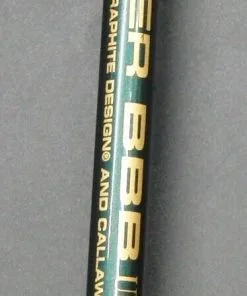 ER BBB
RAPHITE DESIGN® AND CALLAW